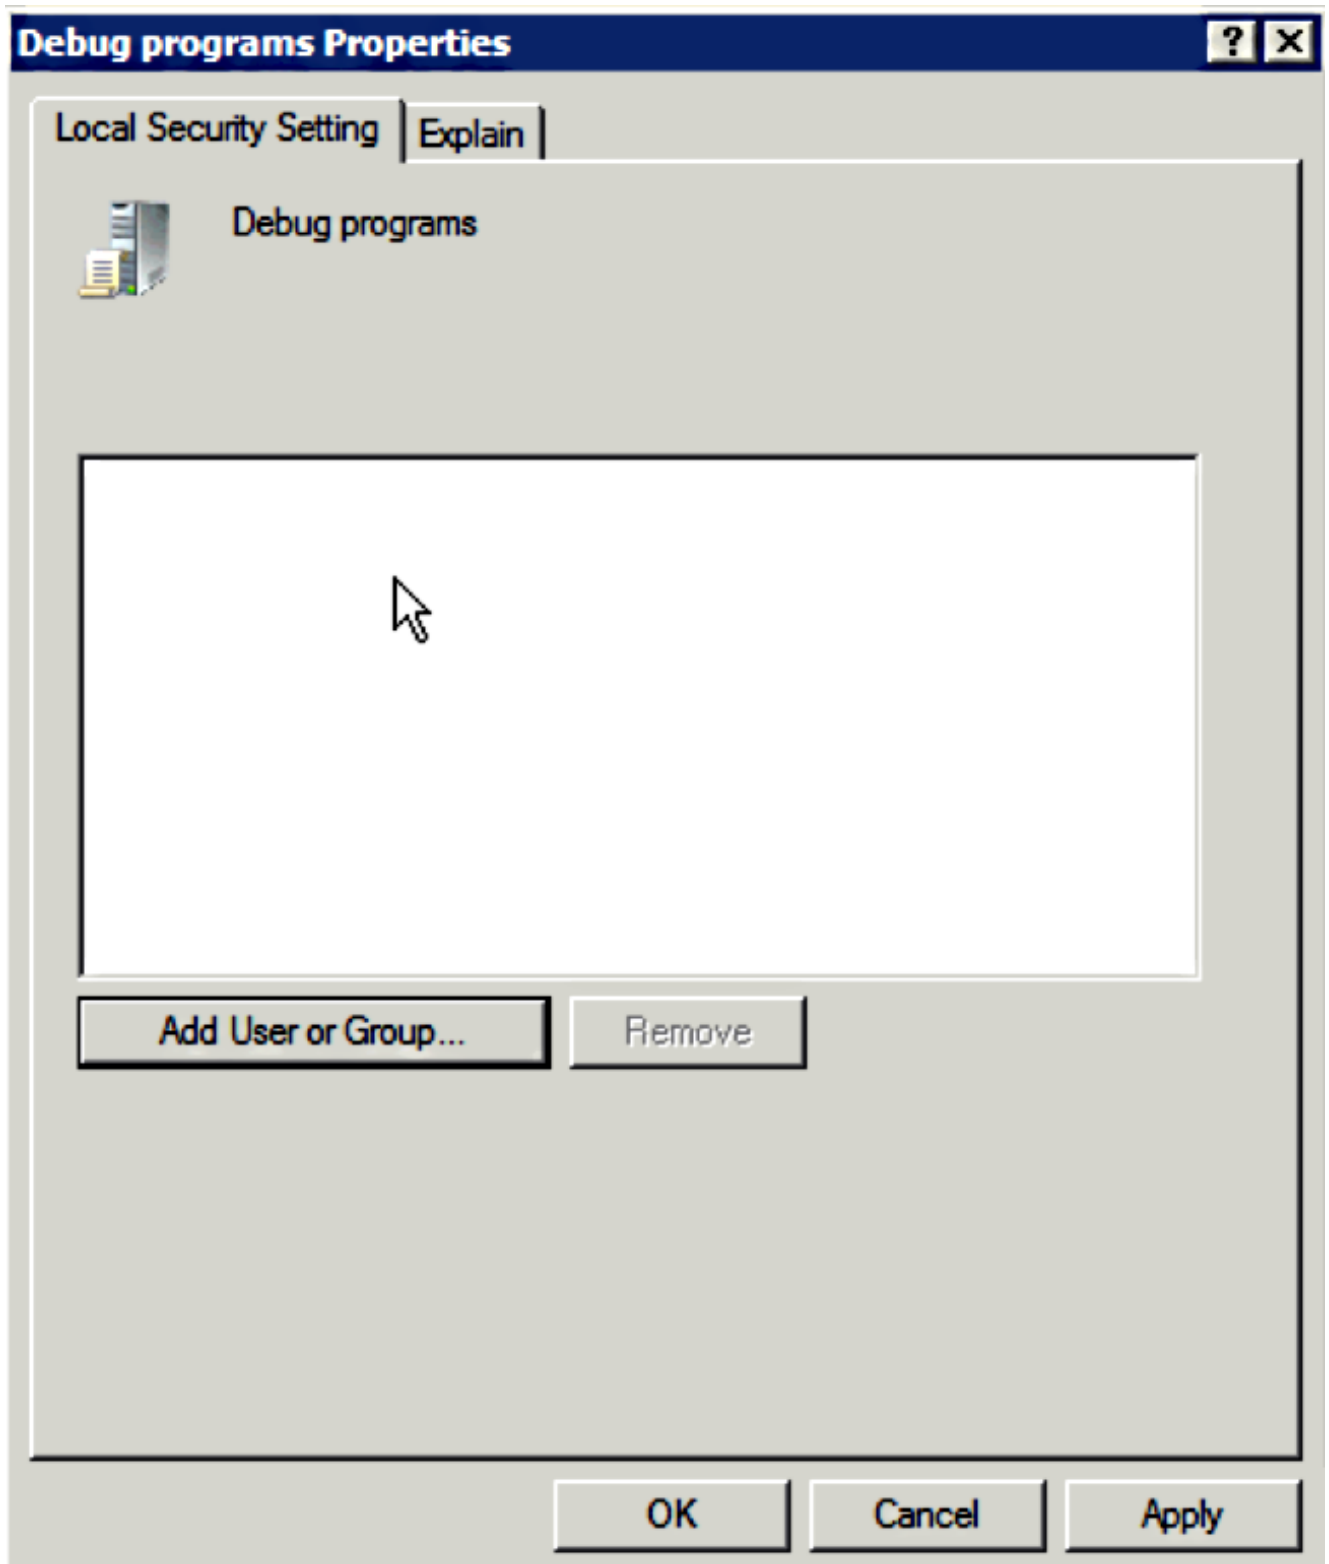 Debug programs Properties
Local Security Setting
Explain
Debug programs
Add User or Group...
Remove
OK
Cancel
Apply